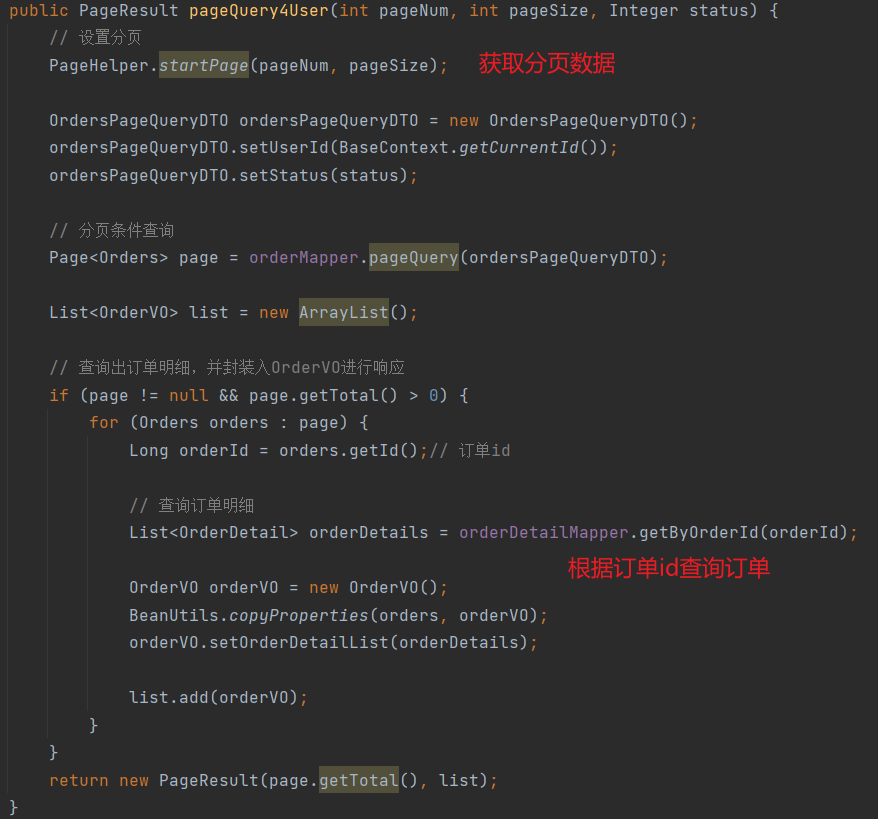 public PageResult pageQuery4User(int pageNum, int pageSize, Integer status) {
// 设置分页
PageHelper.startPage(pageNum, pageSize); 获取分页数据
OrdersPageQueryDTO ordersPageQueryDTO = new OrdersPageQueryDTO();
ordersPageQueryDTO.setUserId(BaseContext.getCurrentId());
ordersPageQueryDTO.setStatus(status);
// 分页条件查询
Page<Orders> page = orderMapper.pageQuery(ordersPageQueryDTO);
List<OrderVO> list = new ArrayList();
// 查询出订单明细，并封装入OrderVO进行响应
if (page != null && page.getTotal() > 0) {
for (Orders orders : page) {
Long orderId = orders.getId();// 订单id
// 查询订单明细
List<OrderDetail> orderDetails = orderDetailMapper.getByOrderId(orderId);
根据订单id查询订单
OrderVO orderVO = new OrderVO();
BeanUtils.copyProperties(orders, orderVO);
orderVO.setOrderDetailList(orderDetails);
list.add(orderVO);
}
}
return new PageResult(page.getTotal(), list);
}